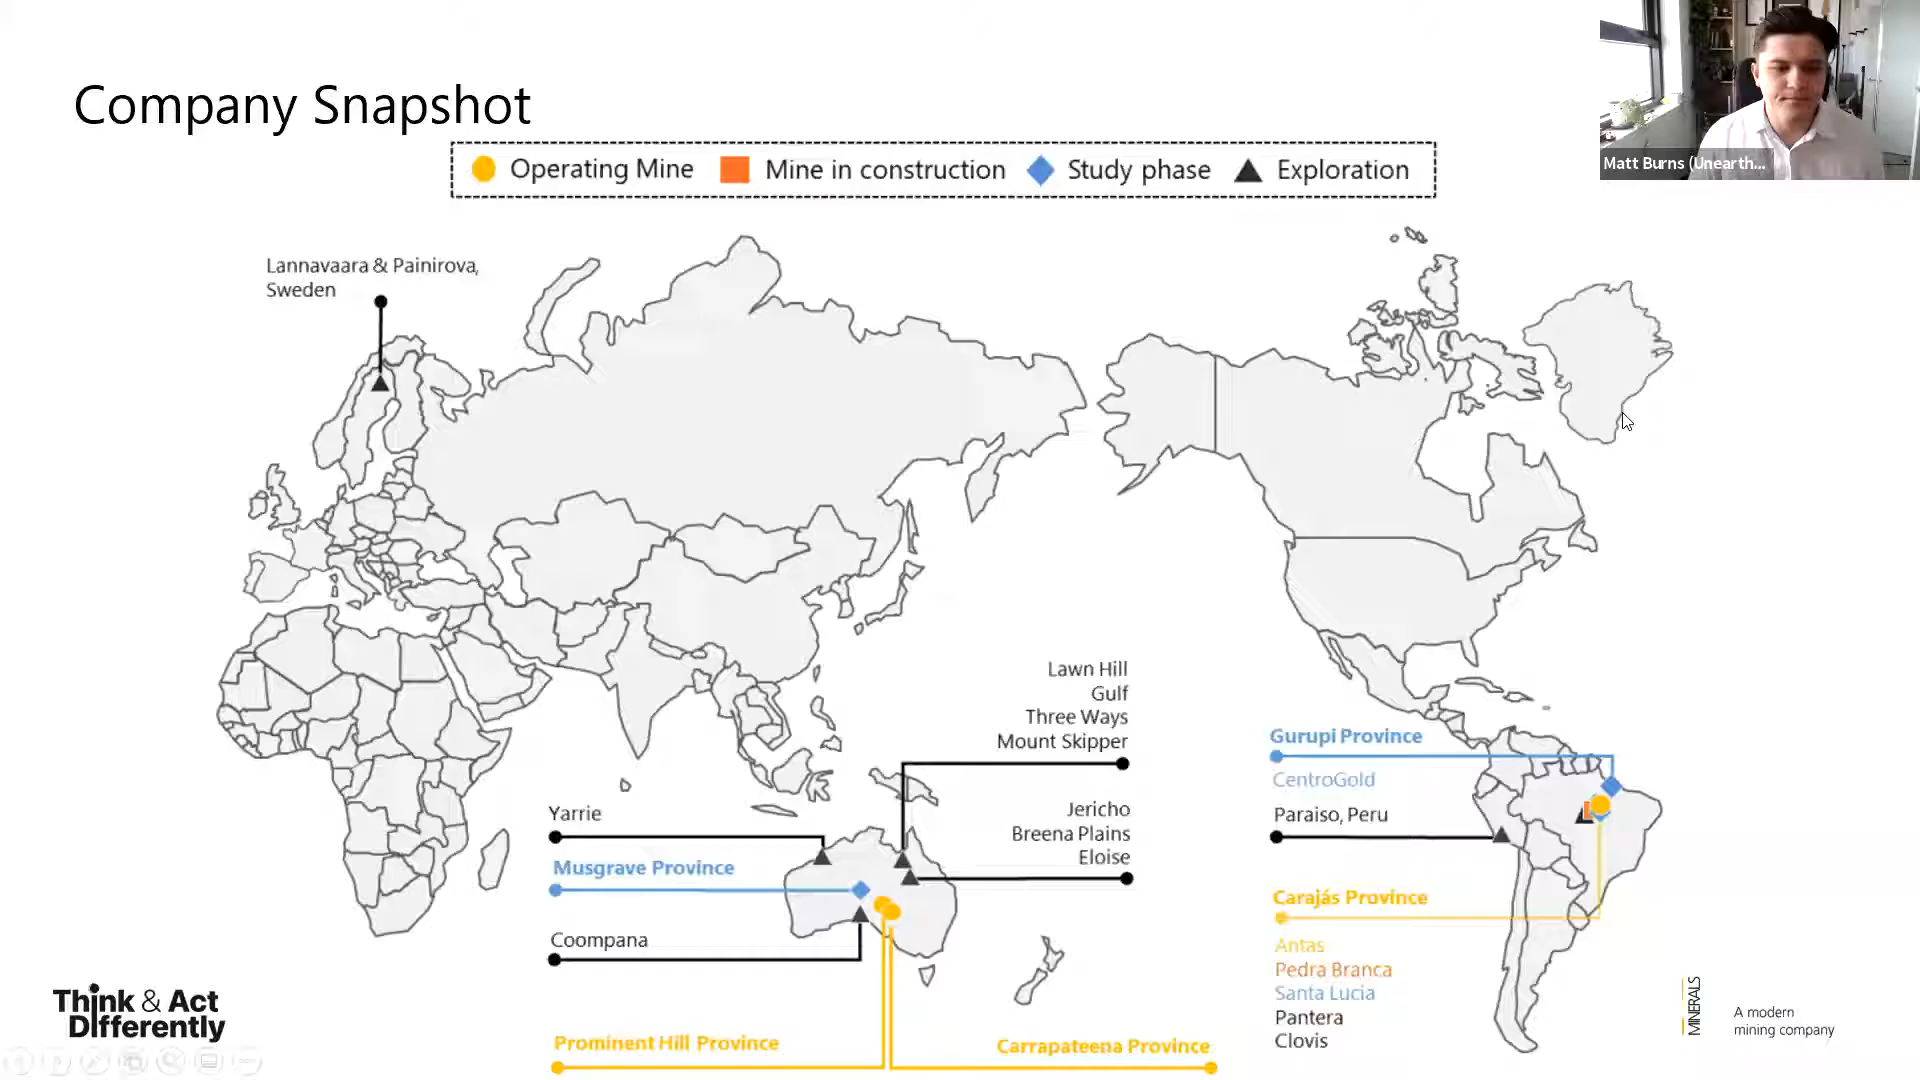 Company Snapshot
Operating Mine
Mine in construction
Study phase
Exploration
Matt Burns (Unearth...
Lannavaara & Painirova,
Sweden
Lawn Hill
Gulf
Three Ways
Mount Skipper
Jericho
Breena Plains
Eloise
Yarrie
Musgrave Province
Coompana
Prominent Hill Province
Carrapateena Province
Gurupi Province
CentroGold
Paraiso, Peru
Carajás Province
Antas
Pedra Branca
Santa Lucia
Pantera
Clovis
Think & Act
Differently
MINERALS
A modern
mining company